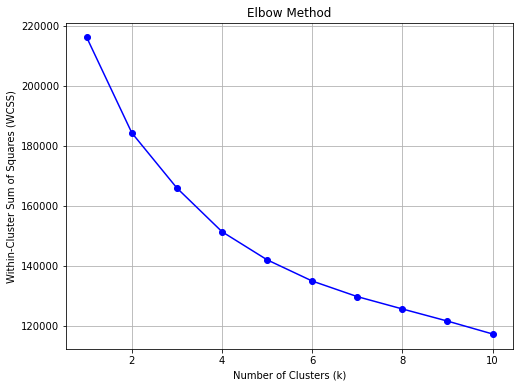 Elbow Method
Within-Cluster Sum of Squares (WCSS)
220000
200000
180000
160000
140000
120000
2 4 6 8 10
Number of Clusters (k)